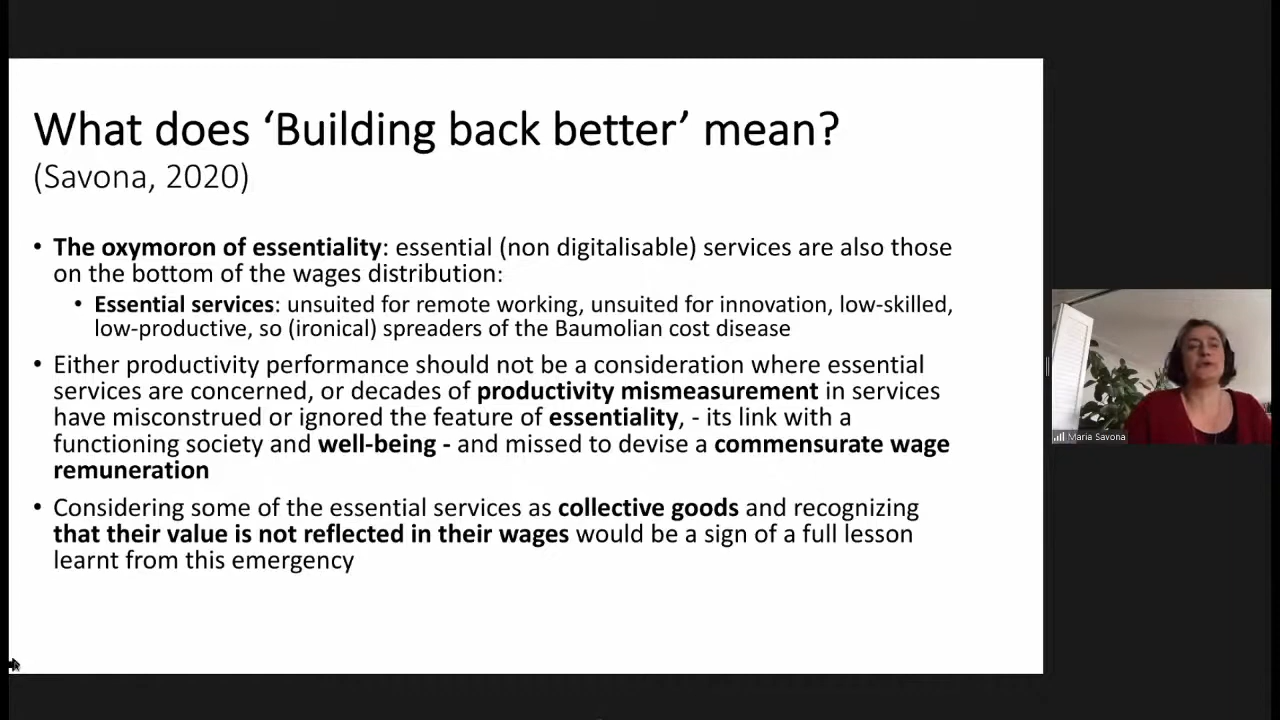 What does ‘Building back better’ mean?
(Savona, 2020)
• The oxymoron of essentiality: essential (non digitalisable) services are also those
on the bottom of the wages distribution:
• Essential services: unsuited for remote working, unsuited for innovation, low-skilled,
low-productive, so (ironical) spreaders of the Baumolian cost disease
• Either productivity performance should not be a consideration where essential
services are concerned, or decades of productivity mismeasurement in services
have misconstrued or ignored the feature of essentiality, - its link with a
functioning society and well-being - and missed to devise a commensurate wage
remuneration
• Considering some of the essential services as collective goods and recognizing
that their value is not reflected in their wages would be a sign of a full lesson
learnt from this emergency
Maria Savona